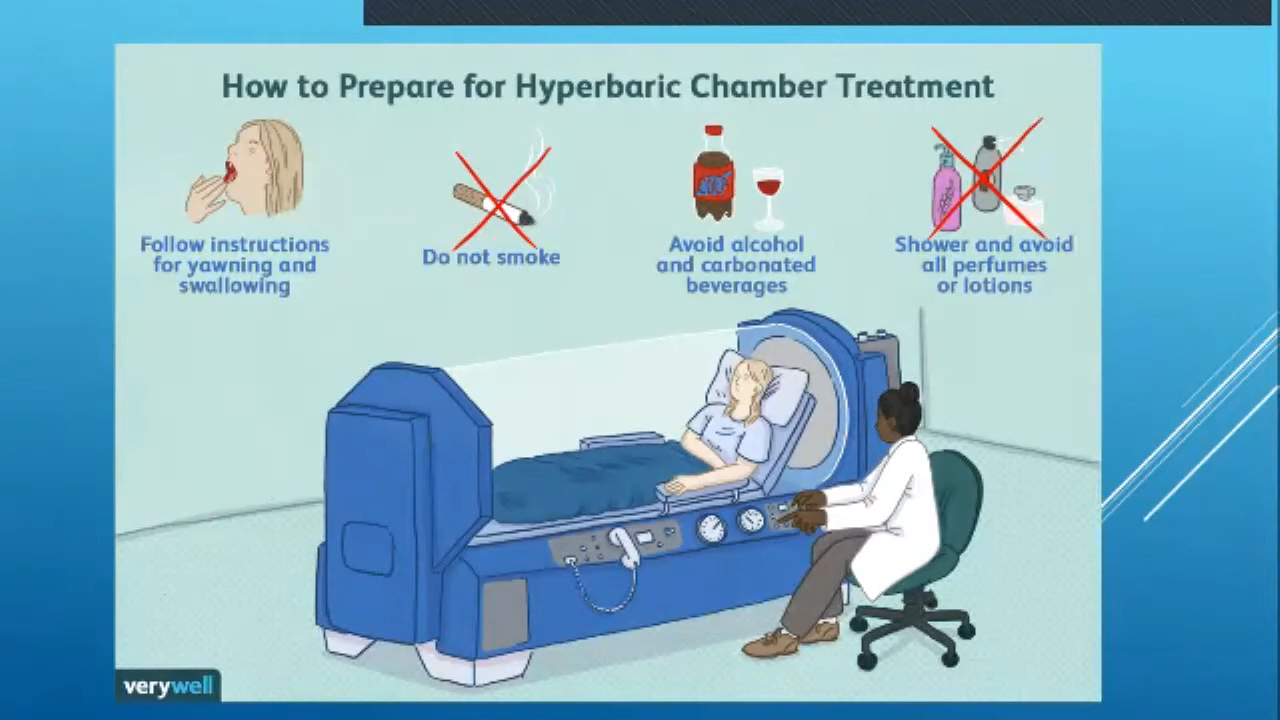 How to Prepare for Hyperbaric Chamber Treatment
Follow instructions
for yawning and
swallowing
Do not smoke
Avoid alcohol
and carbonated
beverages
Shower and avoid
all perfumes
or lotions
verywell